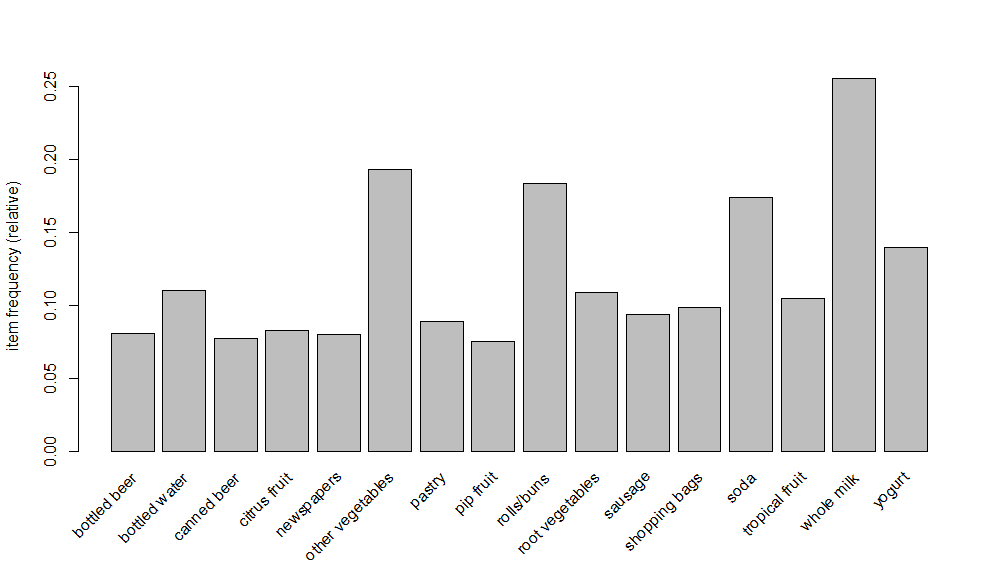 item frequency (relative)
0.25
0.20
0.15
0.10
0.05
0.00
bottled beer
bottled water
canned beer
citrus fruit
newspapers
other vegetables
pastry
pip fruit
rolls/buns
root vegetables
sausage
shopping bags
soda
tropical fruit
whole milk
yogurt